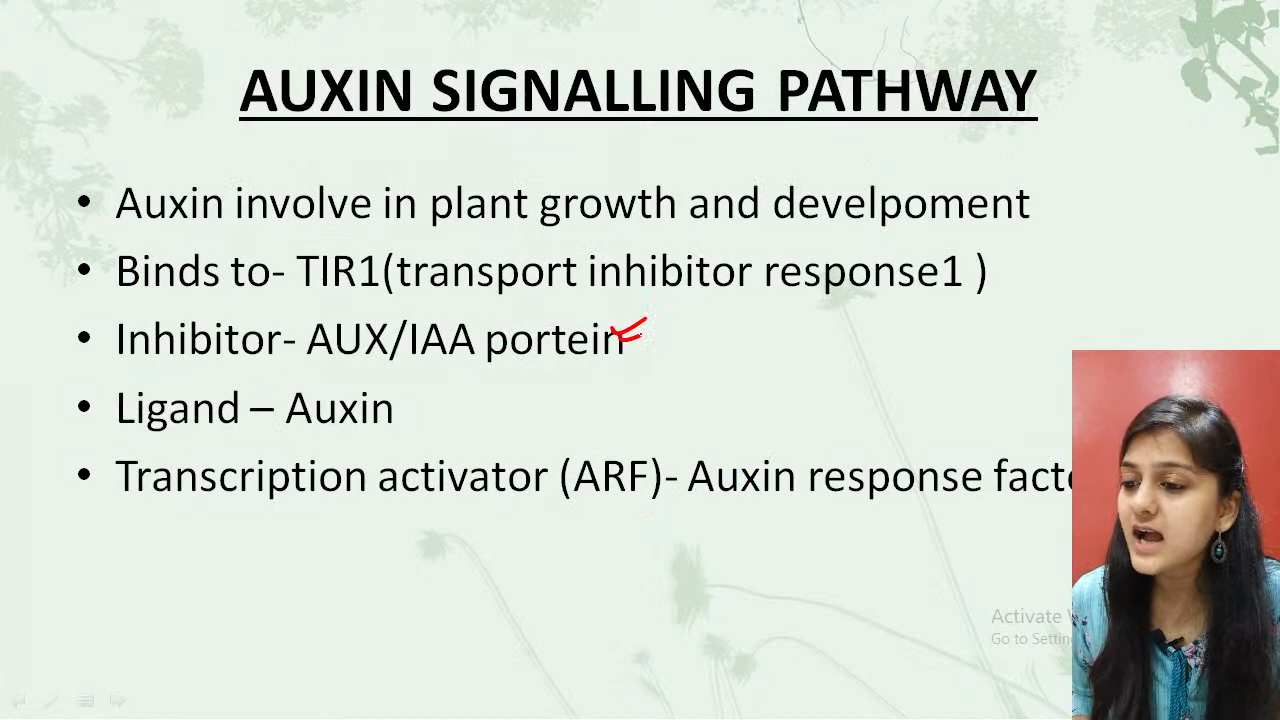 AUXIN SIGNALLING PATHWAY
• Auxin involve in plant growth and develpoment
• Binds to- TIR1(transport inhibitor response1 )
• Inhibitor- AUX/IAA portein
• Ligand – Auxin
• Transcription activator (ARF)- Auxin response facto
Activate
Go to Settin